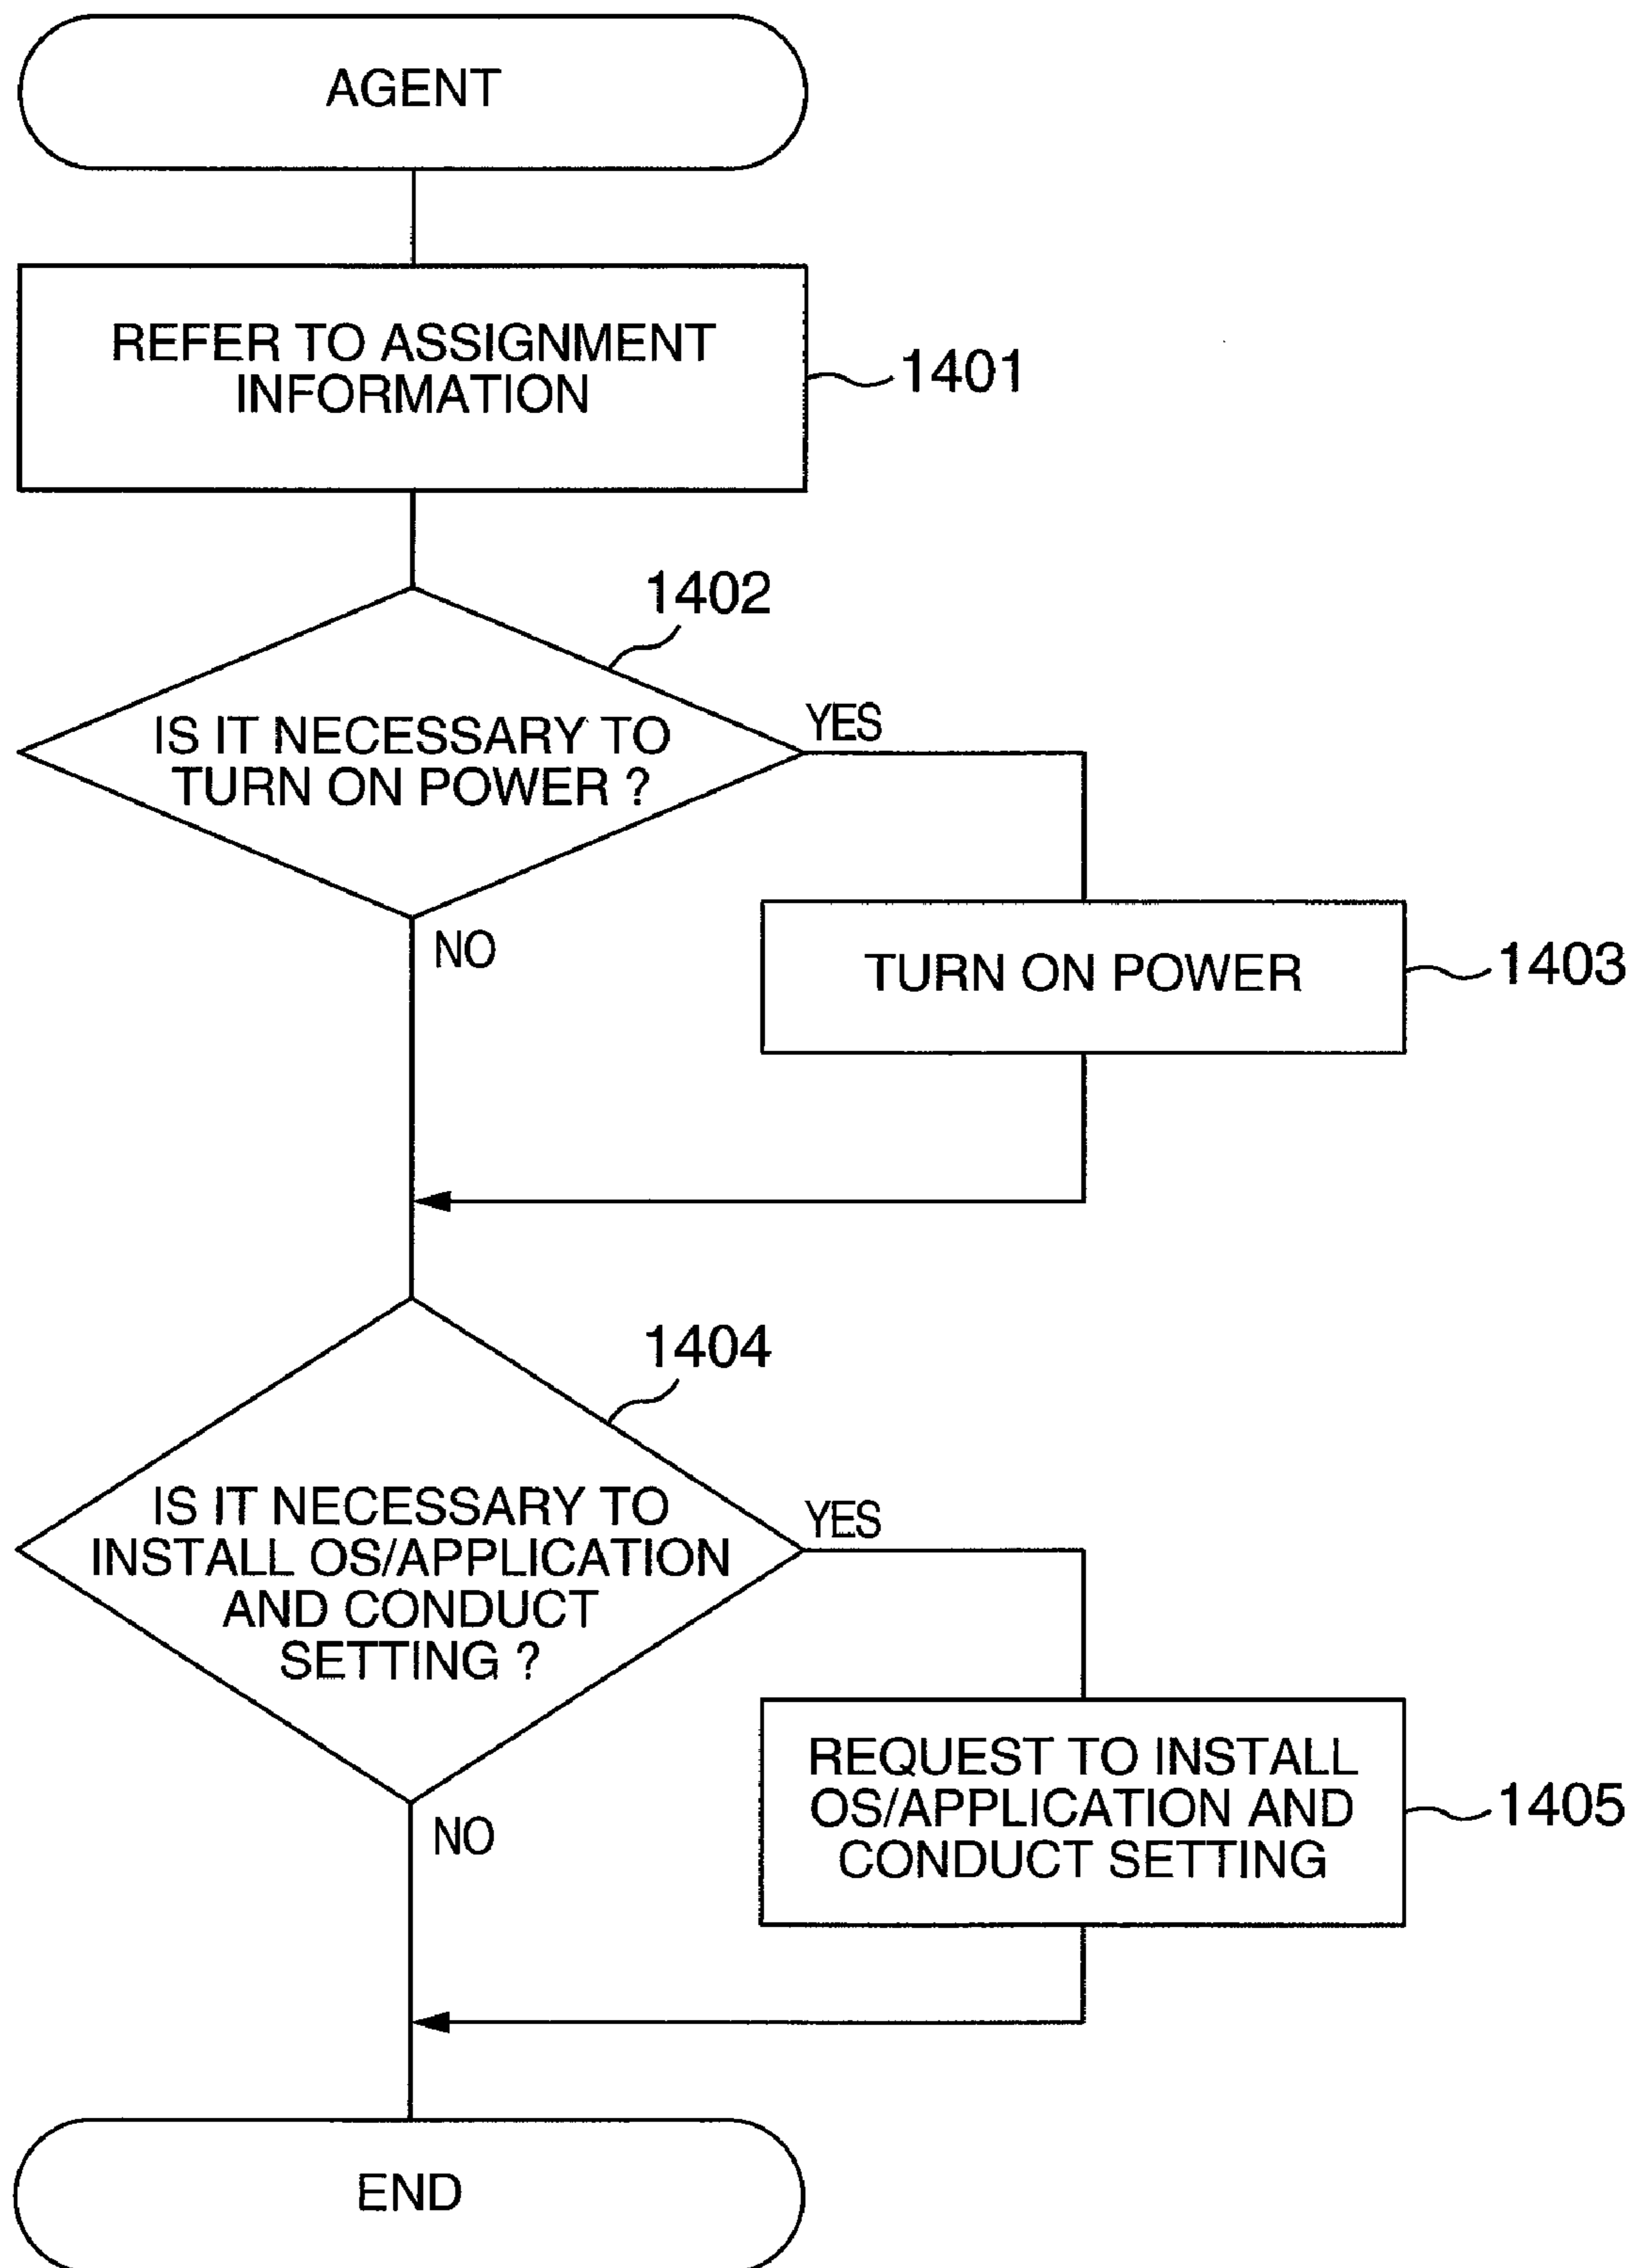 AGENT
REFER TO ASSIGNMENT
INFORMATION
1401
1402
IS IT NECESSARY TO
TURN ON POWER ?
YES
NO
TURN ON POWER
1403
1404
IS IT NECESSARY TO
INSTALL OS/APPLICATION
AND CONDUCT
SETTING ?
YES
NO
REQUEST TO INSTALL
OS/APPLICATION AND
CONDUCT SETTING
1405
END